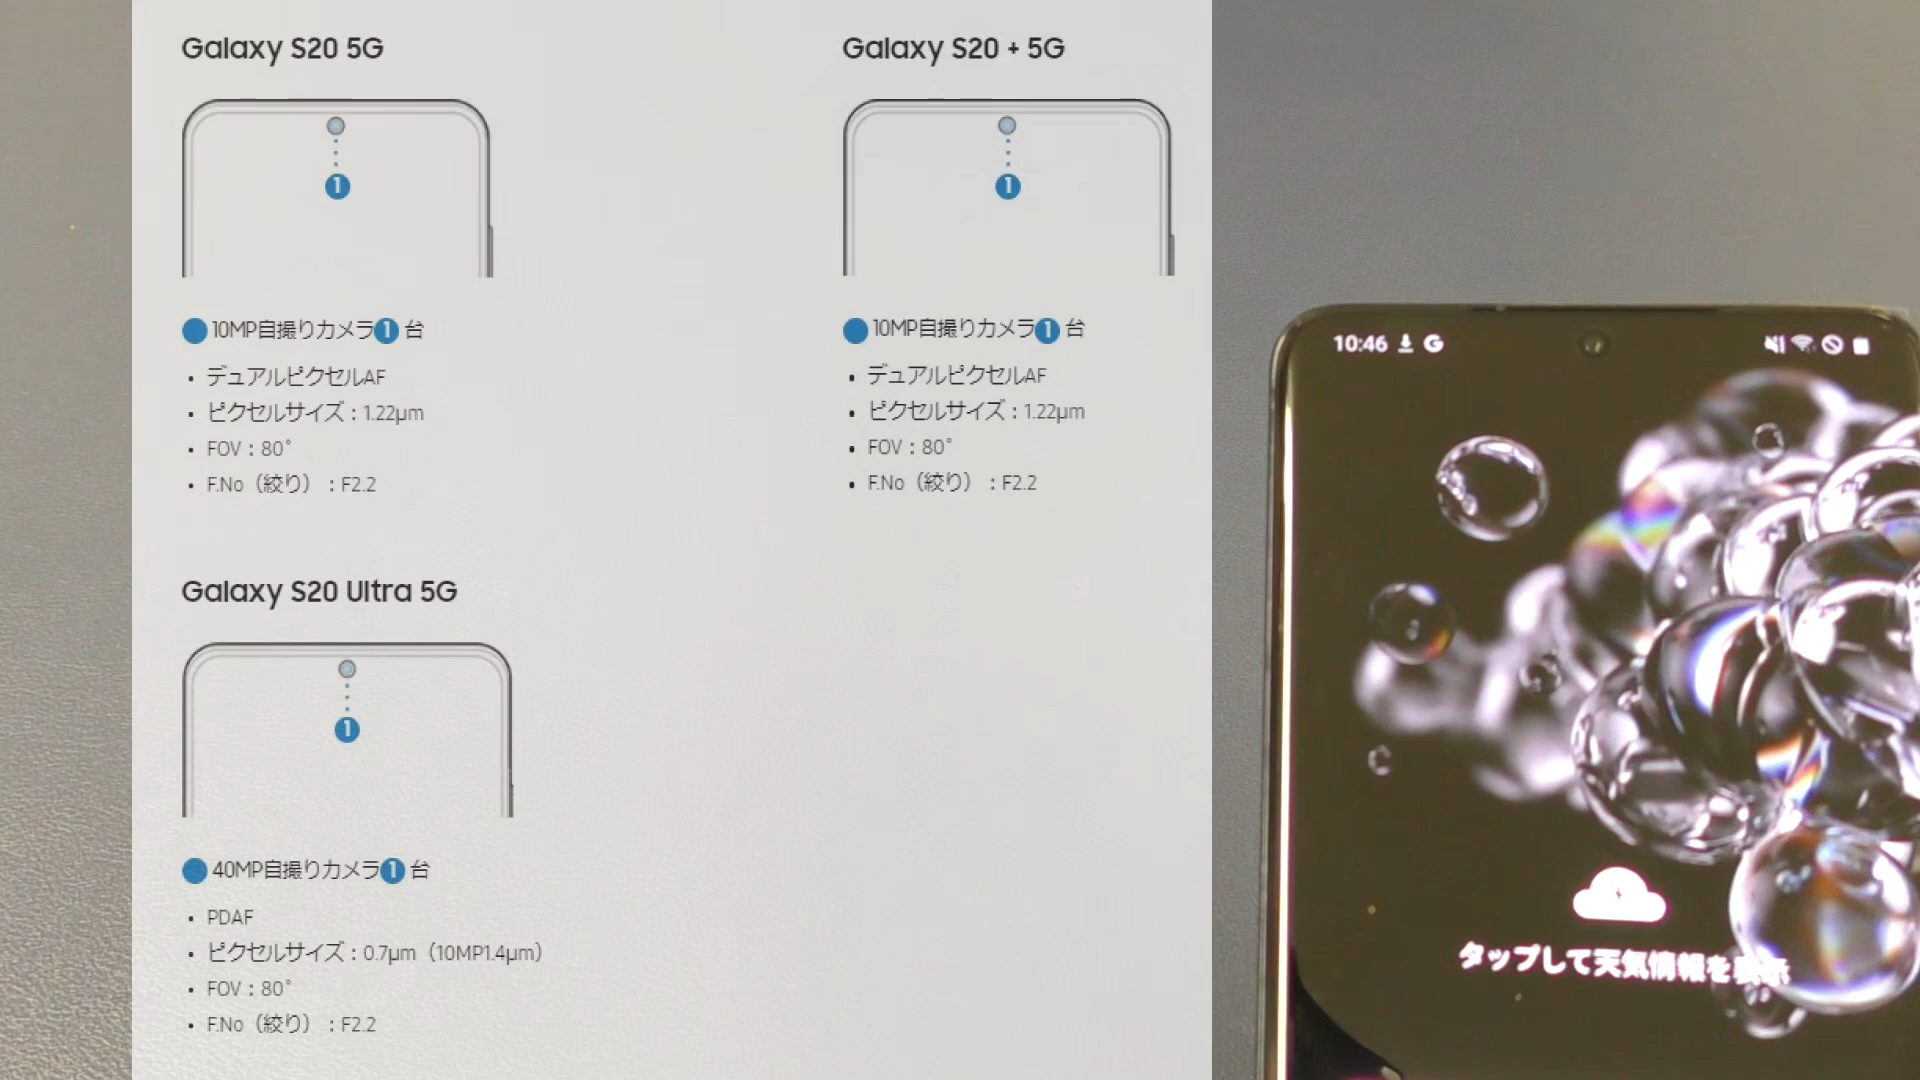 Galaxy S20 5G
1
10MP自撮りカメラ1 台
• デュアルピクセルAF
• ピクセルサイズ：1.22μm
• FOV：80°
• F.No（絞り）：F2.2
Galaxy S20 + 5G
1
10MP自撮りカメラ1 台
• デュアルピクセルAF
• ピクセルサイズ：1.22μm
• FOV：80°
• F.No（絞り）：F2.2
Galaxy S20 Ultra 5G
1
40MP自撮りカメラ1 台
• PDAF
• ピクセルサイズ：0.7μm（10MP1.4μm）
• FOV：80°
• F.No（絞り）：F2.2
10:46 G
タップして天気情報を表示